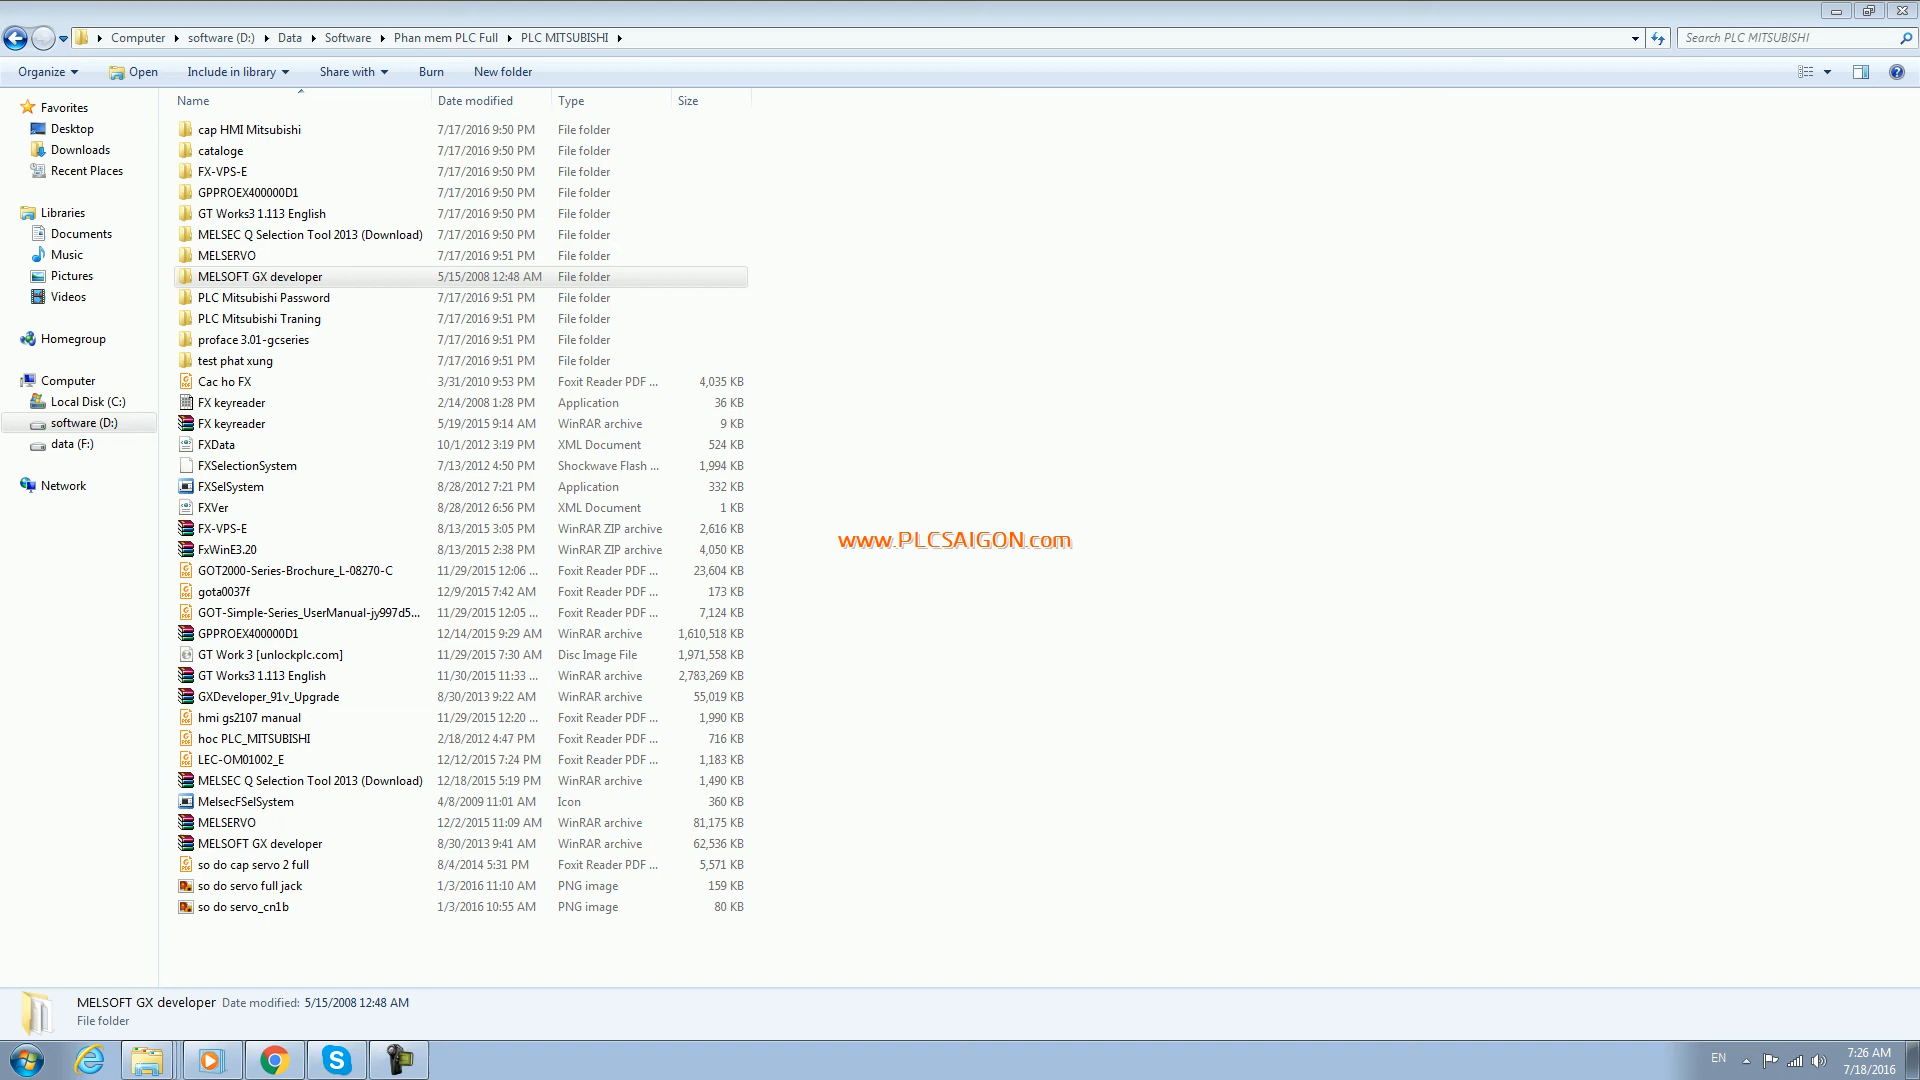 Computer software (D:) Data Software Phan mem PLC Full PLC MITSUBISHI
Search PLC MITSUBISHI
Organize Open Include in library Share with Burn New folder
Favorites
Desktop
Downloads
Recent Places
Libraries
Documents
Music
Pictures
Videos
Homegroup
Computer
Local Disk (C:)
software (D:)
data (F:)
Network
Name Date modified Type Size
cap HMI Mitsubishi 7/17/2016 9:50 PM File folder
cataloge 7/17/2016 9:50 PM File folder
FX-VPS-E 7/17/2016 9:50 PM File folder
GPPROEX400000D1 7/17/2016 9:50 PM File folder
GT Works3 1.113 English 7/17/2016 9:50 PM File folder
MELSEC Q Selection Tool 2013 (Download) 7/17/2016 9:50 PM File folder
MELSERVO 7/17/2016 9:51 PM File folder
MELSOFT GX developer 5/15/2008 12:48 AM File folder
PLC Mitsubishi Password 7/17/2016 9:51 PM File folder
PLC Mitsubishi Traning 7/17/2016 9:51 PM File folder
proface 3.01-gcseries 7/17/2016 9:51 PM File folder
test phat xung 7/17/2016 9:51 PM File folder
Cac ho FX 3/31/2010 9:53 PM Foxit Reader PDF ... 4,035 KB
FX keyreader 2/14/2008 1:28 PM Application 36 KB
FX keyreader 5/19/2015 9:14 AM WinRAR archive 9 KB
FXData 10/1/2012 3:19 PM XML Document 524 KB
FXSelectionSystem 7/13/2012 4:50 PM Shockwave Flash ... 1,994 KB
FXSelSystem 8/28/2012 7:21 PM Application 332 KB
FXVer 8/28/2012 6:56 PM XML Document 1 KB
FX-VPS-E 8/13/2015 3:05 PM WinRAR ZIP archive 2,616 KB
FxWinE3.20 8/13/2015 2:38 PM WinRAR ZIP archive 4,050 KB
GOT2000-Series-Brochure_L-08270-C 11/29/2015 12:06 ... Foxit Reader PDF ... 23,604 KB
gota0037f 12/9/2015 7:42 AM Foxit Reader PDF ... 173 KB
GOT-Simple-Series_UserManual-jy997d5... 11/29/2015 12:05 ... Foxit Reader PDF ... 7,124 KB
GPPROEX400000D1 12/14/2015 9:29 AM WinRAR archive 1,610,518 KB
GT Work 3 [unlockplc.com] 11/29/2015 7:30 AM Disc Image File 1,971,558 KB
GT Works3 1.113 English 11/30/2015 11:33 ... WinRAR archive 2,783,269 KB
GXDeveloper_91v_Upgrade 8/30/2013 9:22 AM WinRAR archive 55,019 KB
hmi gs2107 manual 11/29/2015 12:20 ... Foxit Reader PDF ... 1,990 KB
hoc PLC_MITSUBISHI 2/18/2012 4:47 PM Foxit Reader PDF ... 716 KB
LEC-OM01002_E 12/12/2015 7:24 PM Foxit Reader PDF ... 1,183 KB
MELSEC Q Selection Tool 2013 (Download) 12/18/2015 5:19 PM WinRAR archive 1,490 KB
MelsecFSelSystem 4/8/2009 11:01 AM Icon 360 KB
MELSERVO 12/2/2015 11:09 AM WinRAR archive 81,175 KB
MELSOFT GX developer 8/30/2013 9:41 AM WinRAR archive 62,536 KB
so do cap servo 2 full 8/4/2014 5:31 PM Foxit Reader PDF ... 5,571 KB
so do servo full jack 1/3/2016 11:10 AM PNG image 159 KB
so do servo_cn1b 1/3/2016 10:55 AM PNG image 80 KB
www.PLCSAIGON.com
MELSOFT GX developer Date modified: 5/15/2008 12:48 AM
File folder
EN
7:26 AM
7/18/2016